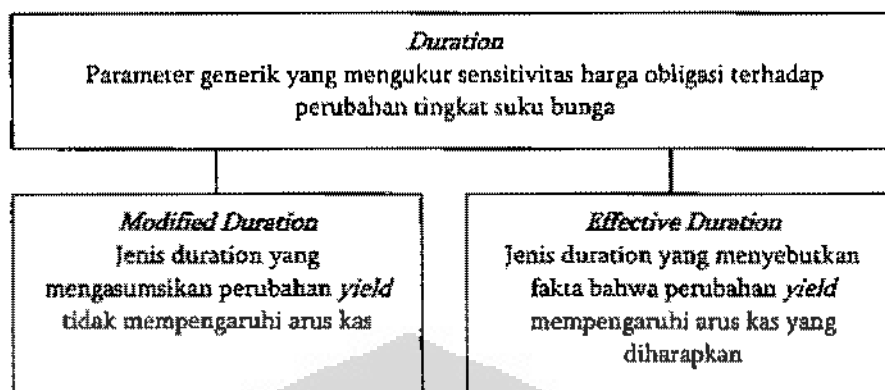 Duration
Parameter generik yang mengukur sensitivitas harga obligasi terhadap
perubahan tingkat suku bunga
Modified Duration
Jenis duration yang
mengasumsikan perubahan yield
tidak mempengaruhi arus kas
Effective Duration
Jenis duration yang menyebutkan
fakta bahwa perubahan yield
mempengaruhi arus kas yang
diharapkan